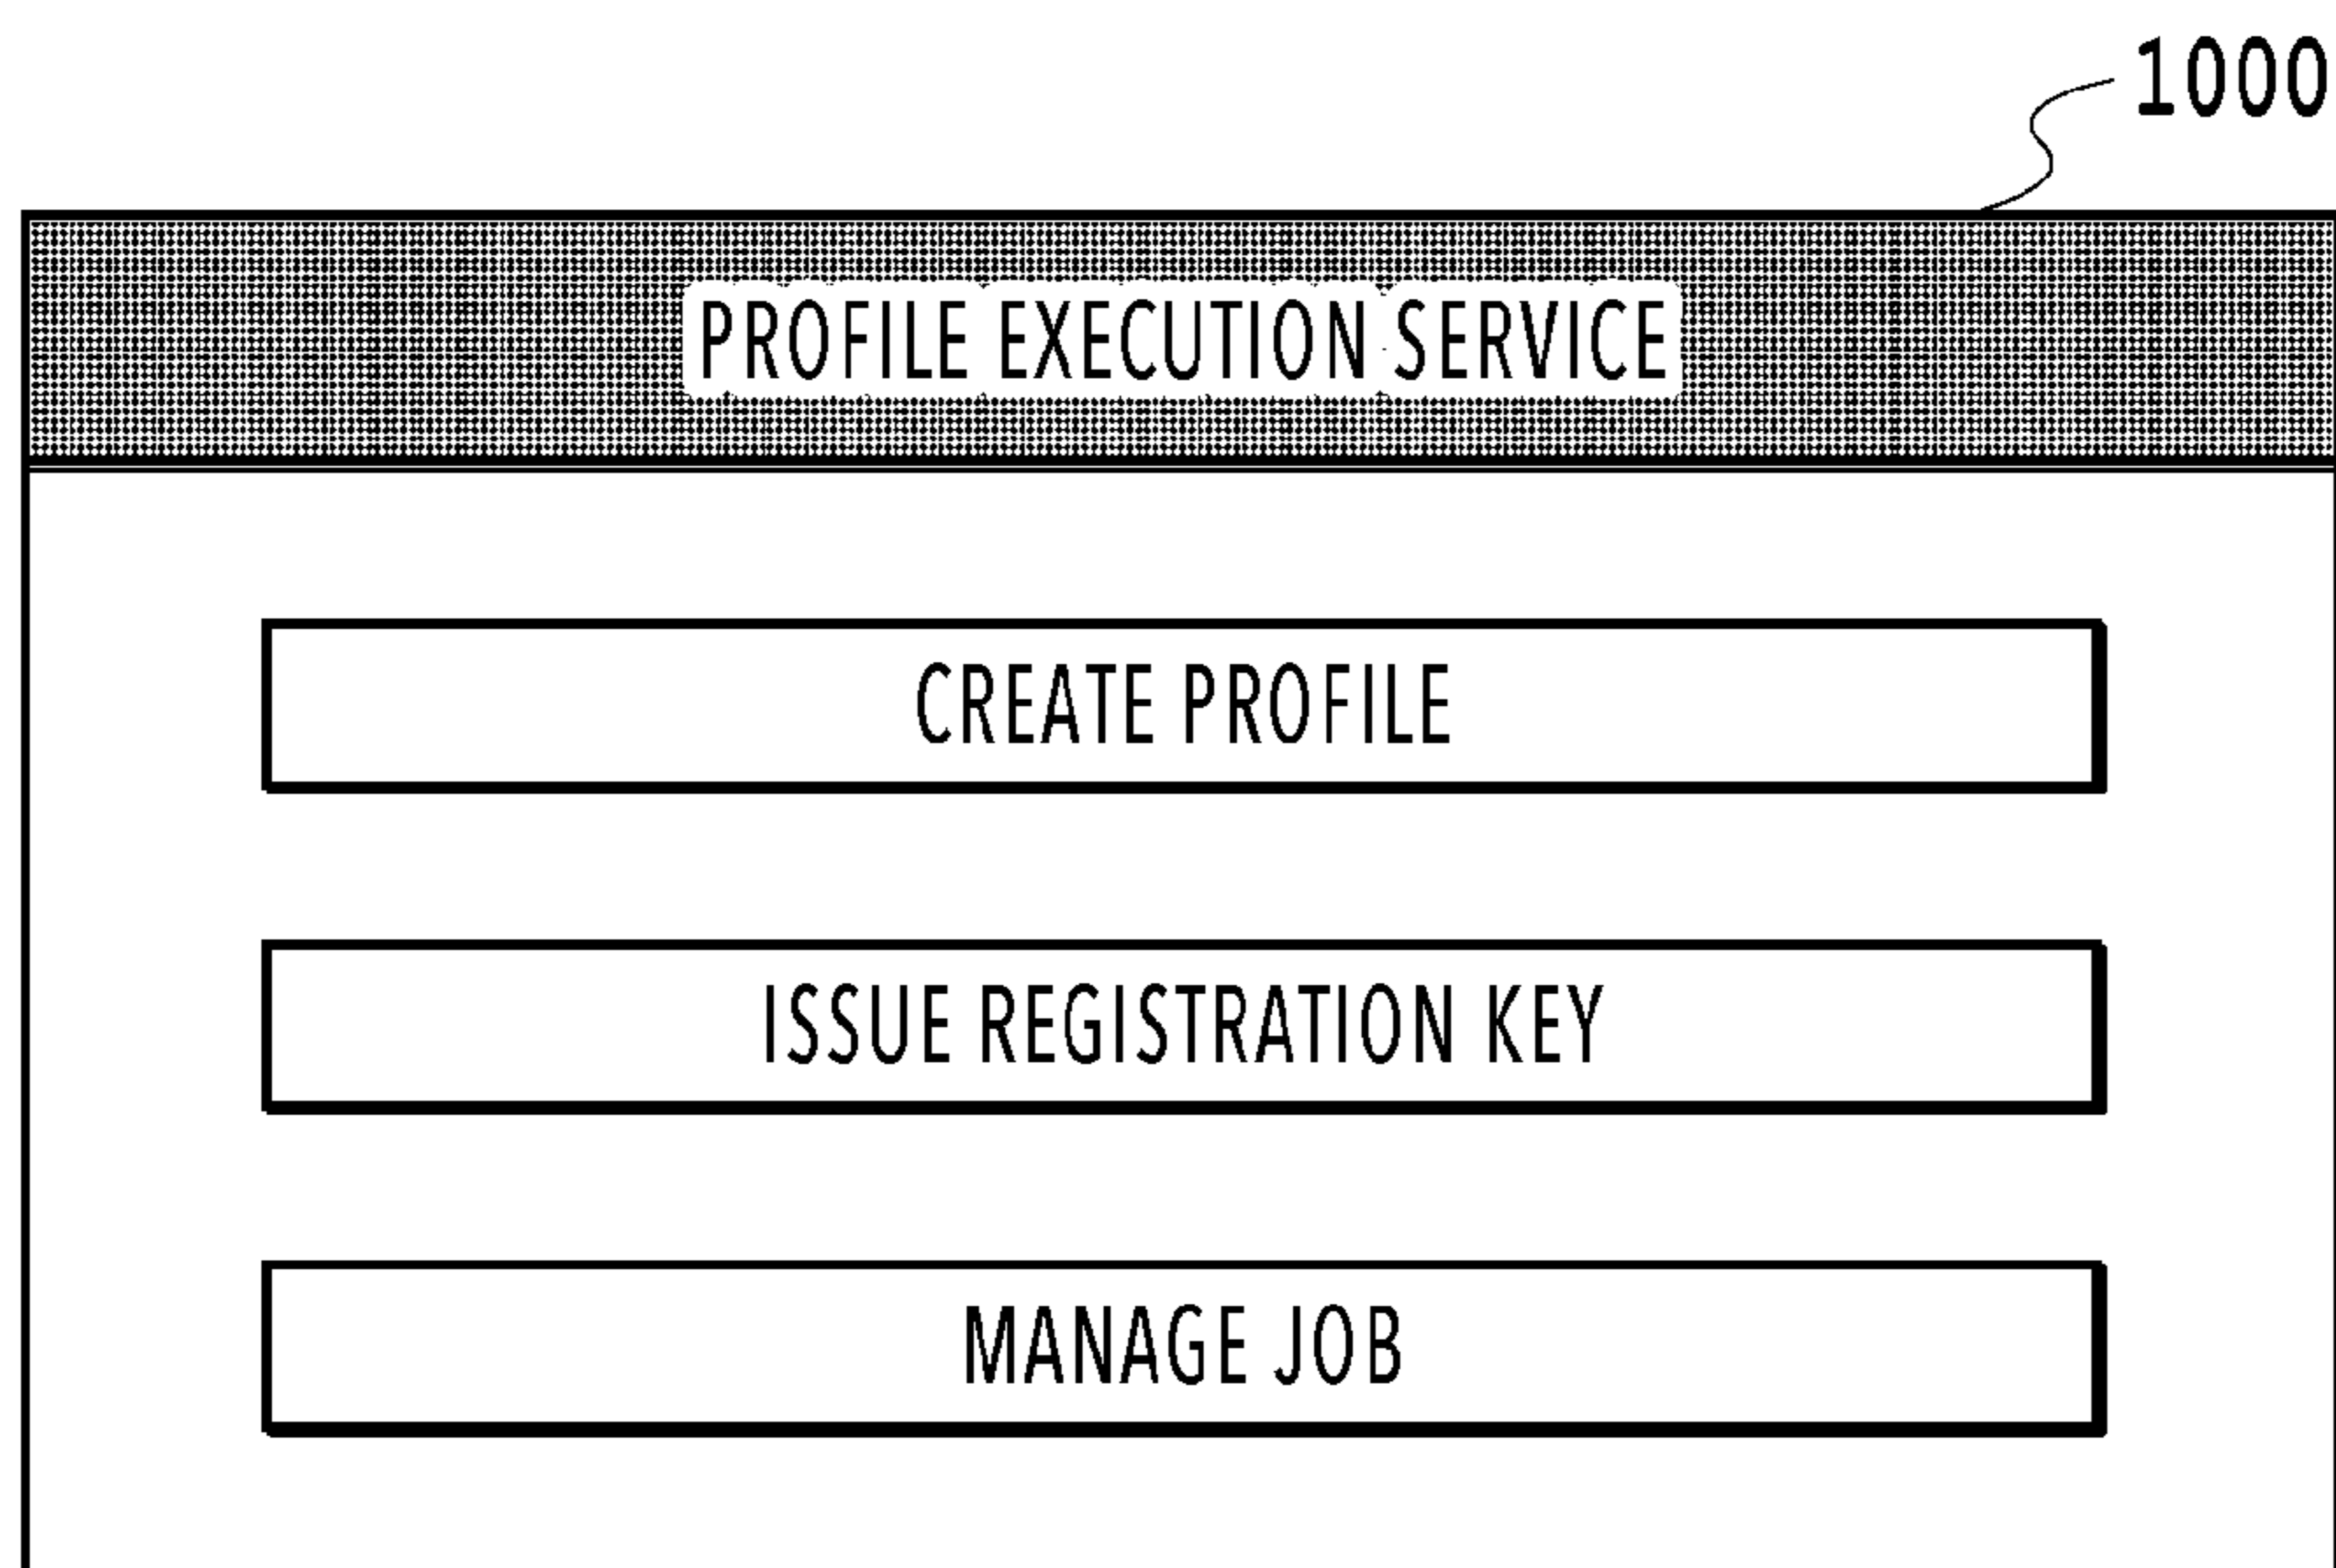 1000
PROFILE EXECUTION SERVICE
CREATE PROFILE
ISSUE REGISTRATION KEY
MANAGE JOB